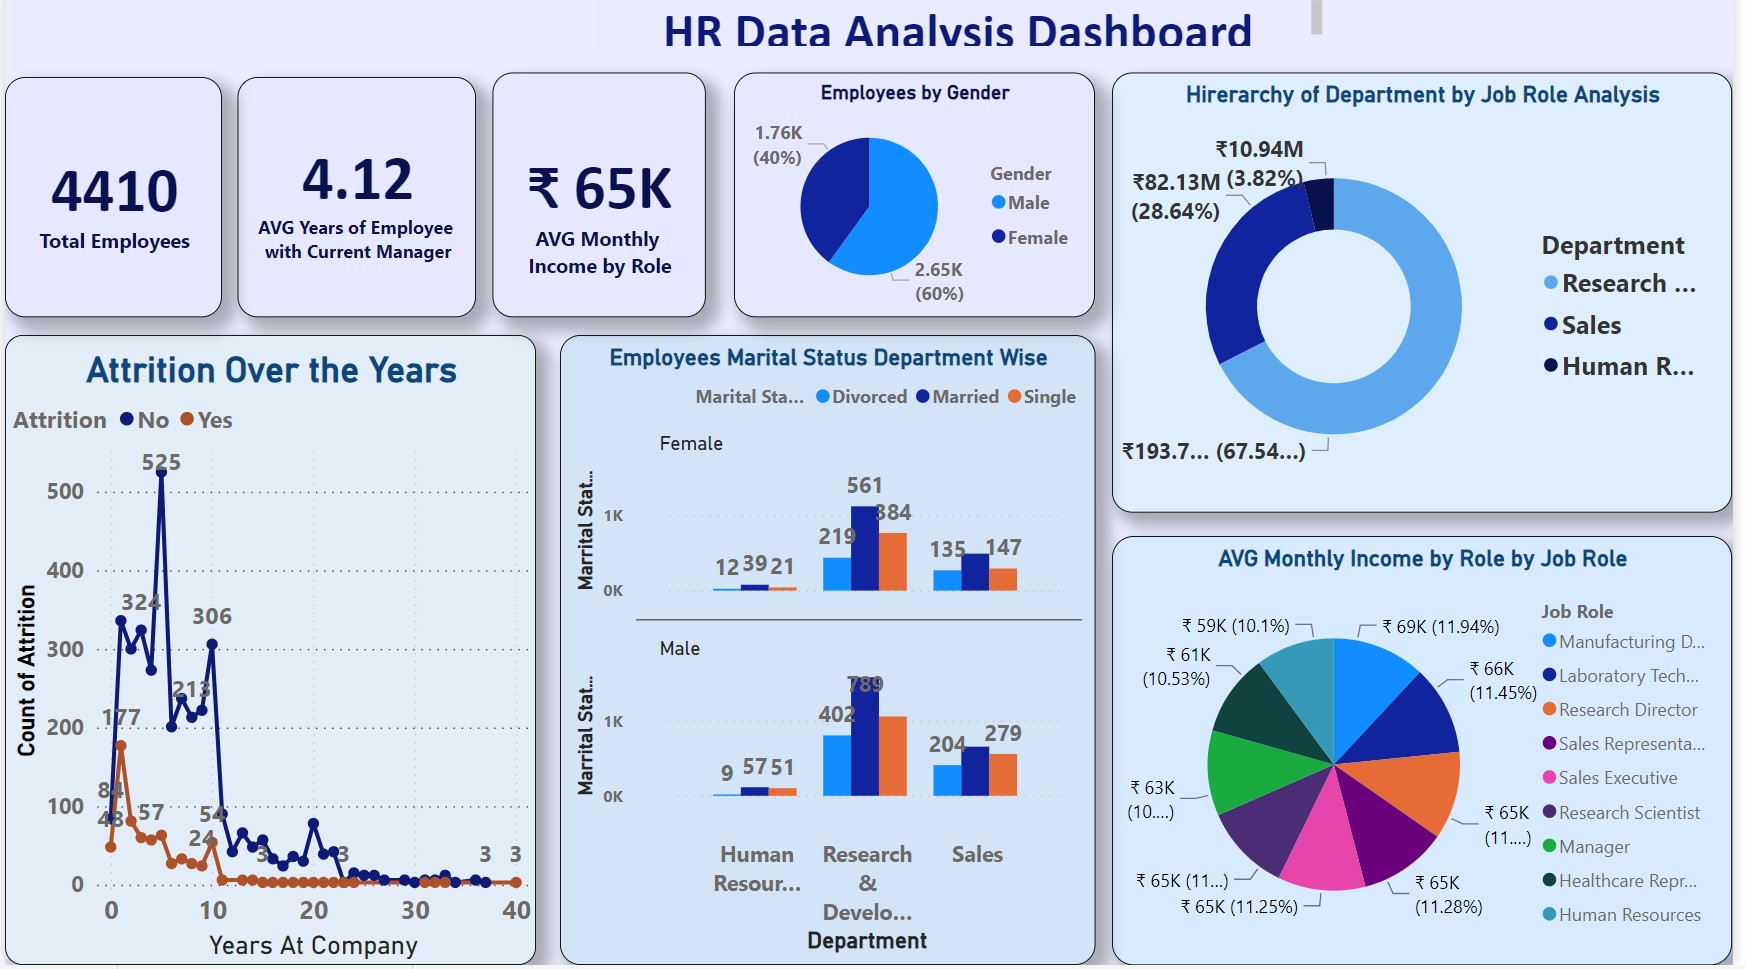 HR Data Analysis Dashboard
4410
Total Employees
4.12
AVG Years of Employee
with Current Manager
₹ 65K
AVG Monthly
Income by Role
Employees by Gender
1.76K
(40%)
2.65K
(60%)
Gender
Male
Female
Hirerarchy of Department by Job Role Analysis
₹10.94M
(3.82%)
₹82.13M
(28.64%)
₹193.7... (67.54...)
Department
Research ...
Sales
Human R...
Attrition Over the Years
Attrition No Yes
Count of Attrition
500
400
300
200
100
0
525
324
306
213
177
84
48
57
54
24
3
3
3
3
0 10 20 30 40
Years At Company
Employees Marital Status Department Wise
Marital Sta... Divorced Married Single
Female
Marrital Stat...
1K
0K
12 39 21
219 561 384
135 147
Male
Marrital Stat...
1K
0K
9 57 51
402 789
204 279
Human
Resour...
Research
&
Develo...
Sales
Department
AVG Monthly Income by Role by Job Role
₹ 59K (10.1%)
₹ 69K (11.94%)
₹ 61K
(10.53%)
₹ 66K
(11.45%)
₹ 63K
(10....)
₹ 65K
(11....)
₹ 65K (11...)
₹ 65K
(11.28%)
₹ 65K (11.25%)
Job Role
Manufacturing D...
Laboratory Tech...
Research Director
Sales Representa...
Sales Executive
Research Scientist
Manager
Healthcare Repr...
Human Resources